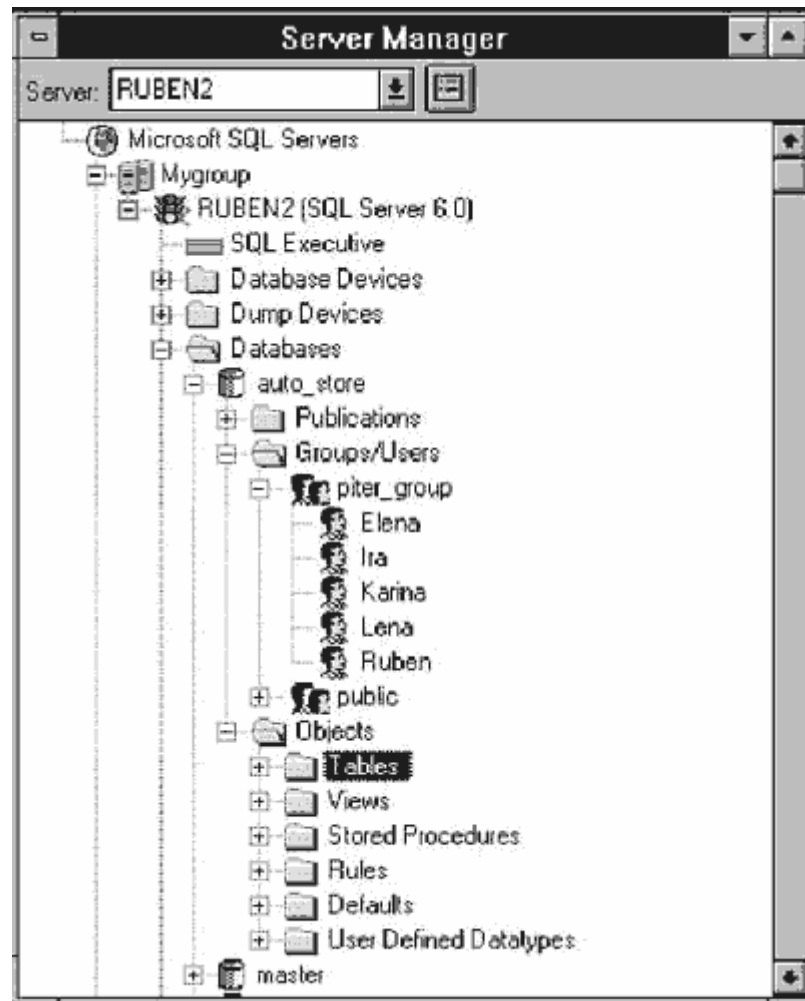 Server Manager
Server: RUBEN2
Microsoft SQL Servers
Mygroup
RUBEN2 (SQL Server 6.0)
SQL Executive
Database Devices
Dump Devices
Databases
auto_store
Publications
Groups/Users
piter_group
Elena
Ira
Karina
Lena
Ruben
public
Objects
Tables
Views
Stored Procedures
Rules
Defaults
User Defined Datatypes
master